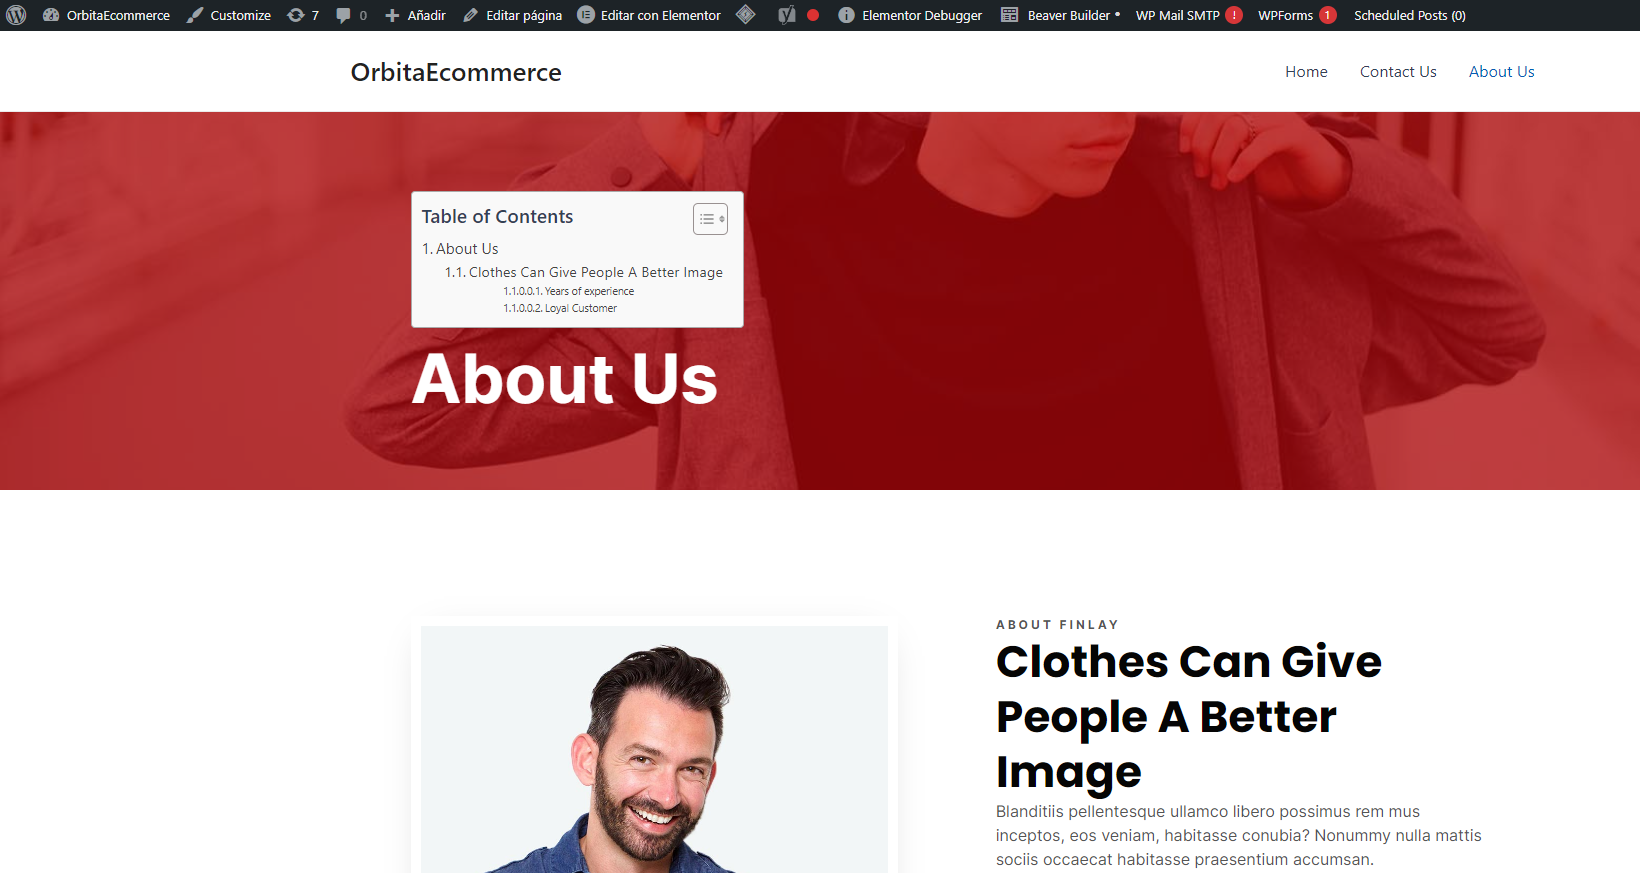 OrbitaEcommerce Customize 7 0 Añadir Editar página Editar con Elementor Elementor Debugger Beaver Builder • WP Mail SMTP ! WPForms 1 Scheduled Posts (0)
OrbitaEcommerce Home Contact Us About Us
Table of Contents
1. About Us
1.1. Clothes Can Give People A Better Image
1.1.0.0.1. Years of experience
1.1.0.0.2. Loyal Customer
About Us
ABOUT FINLAY
Clothes Can Give
People A Better
Image
Blanditiis pellentesque ullamco libero possimus rem mus
inceptos, eos veniam, habitasse conubia? Nonummy nulla mattis
sociis occaecat habitasse praesentium accumsan.